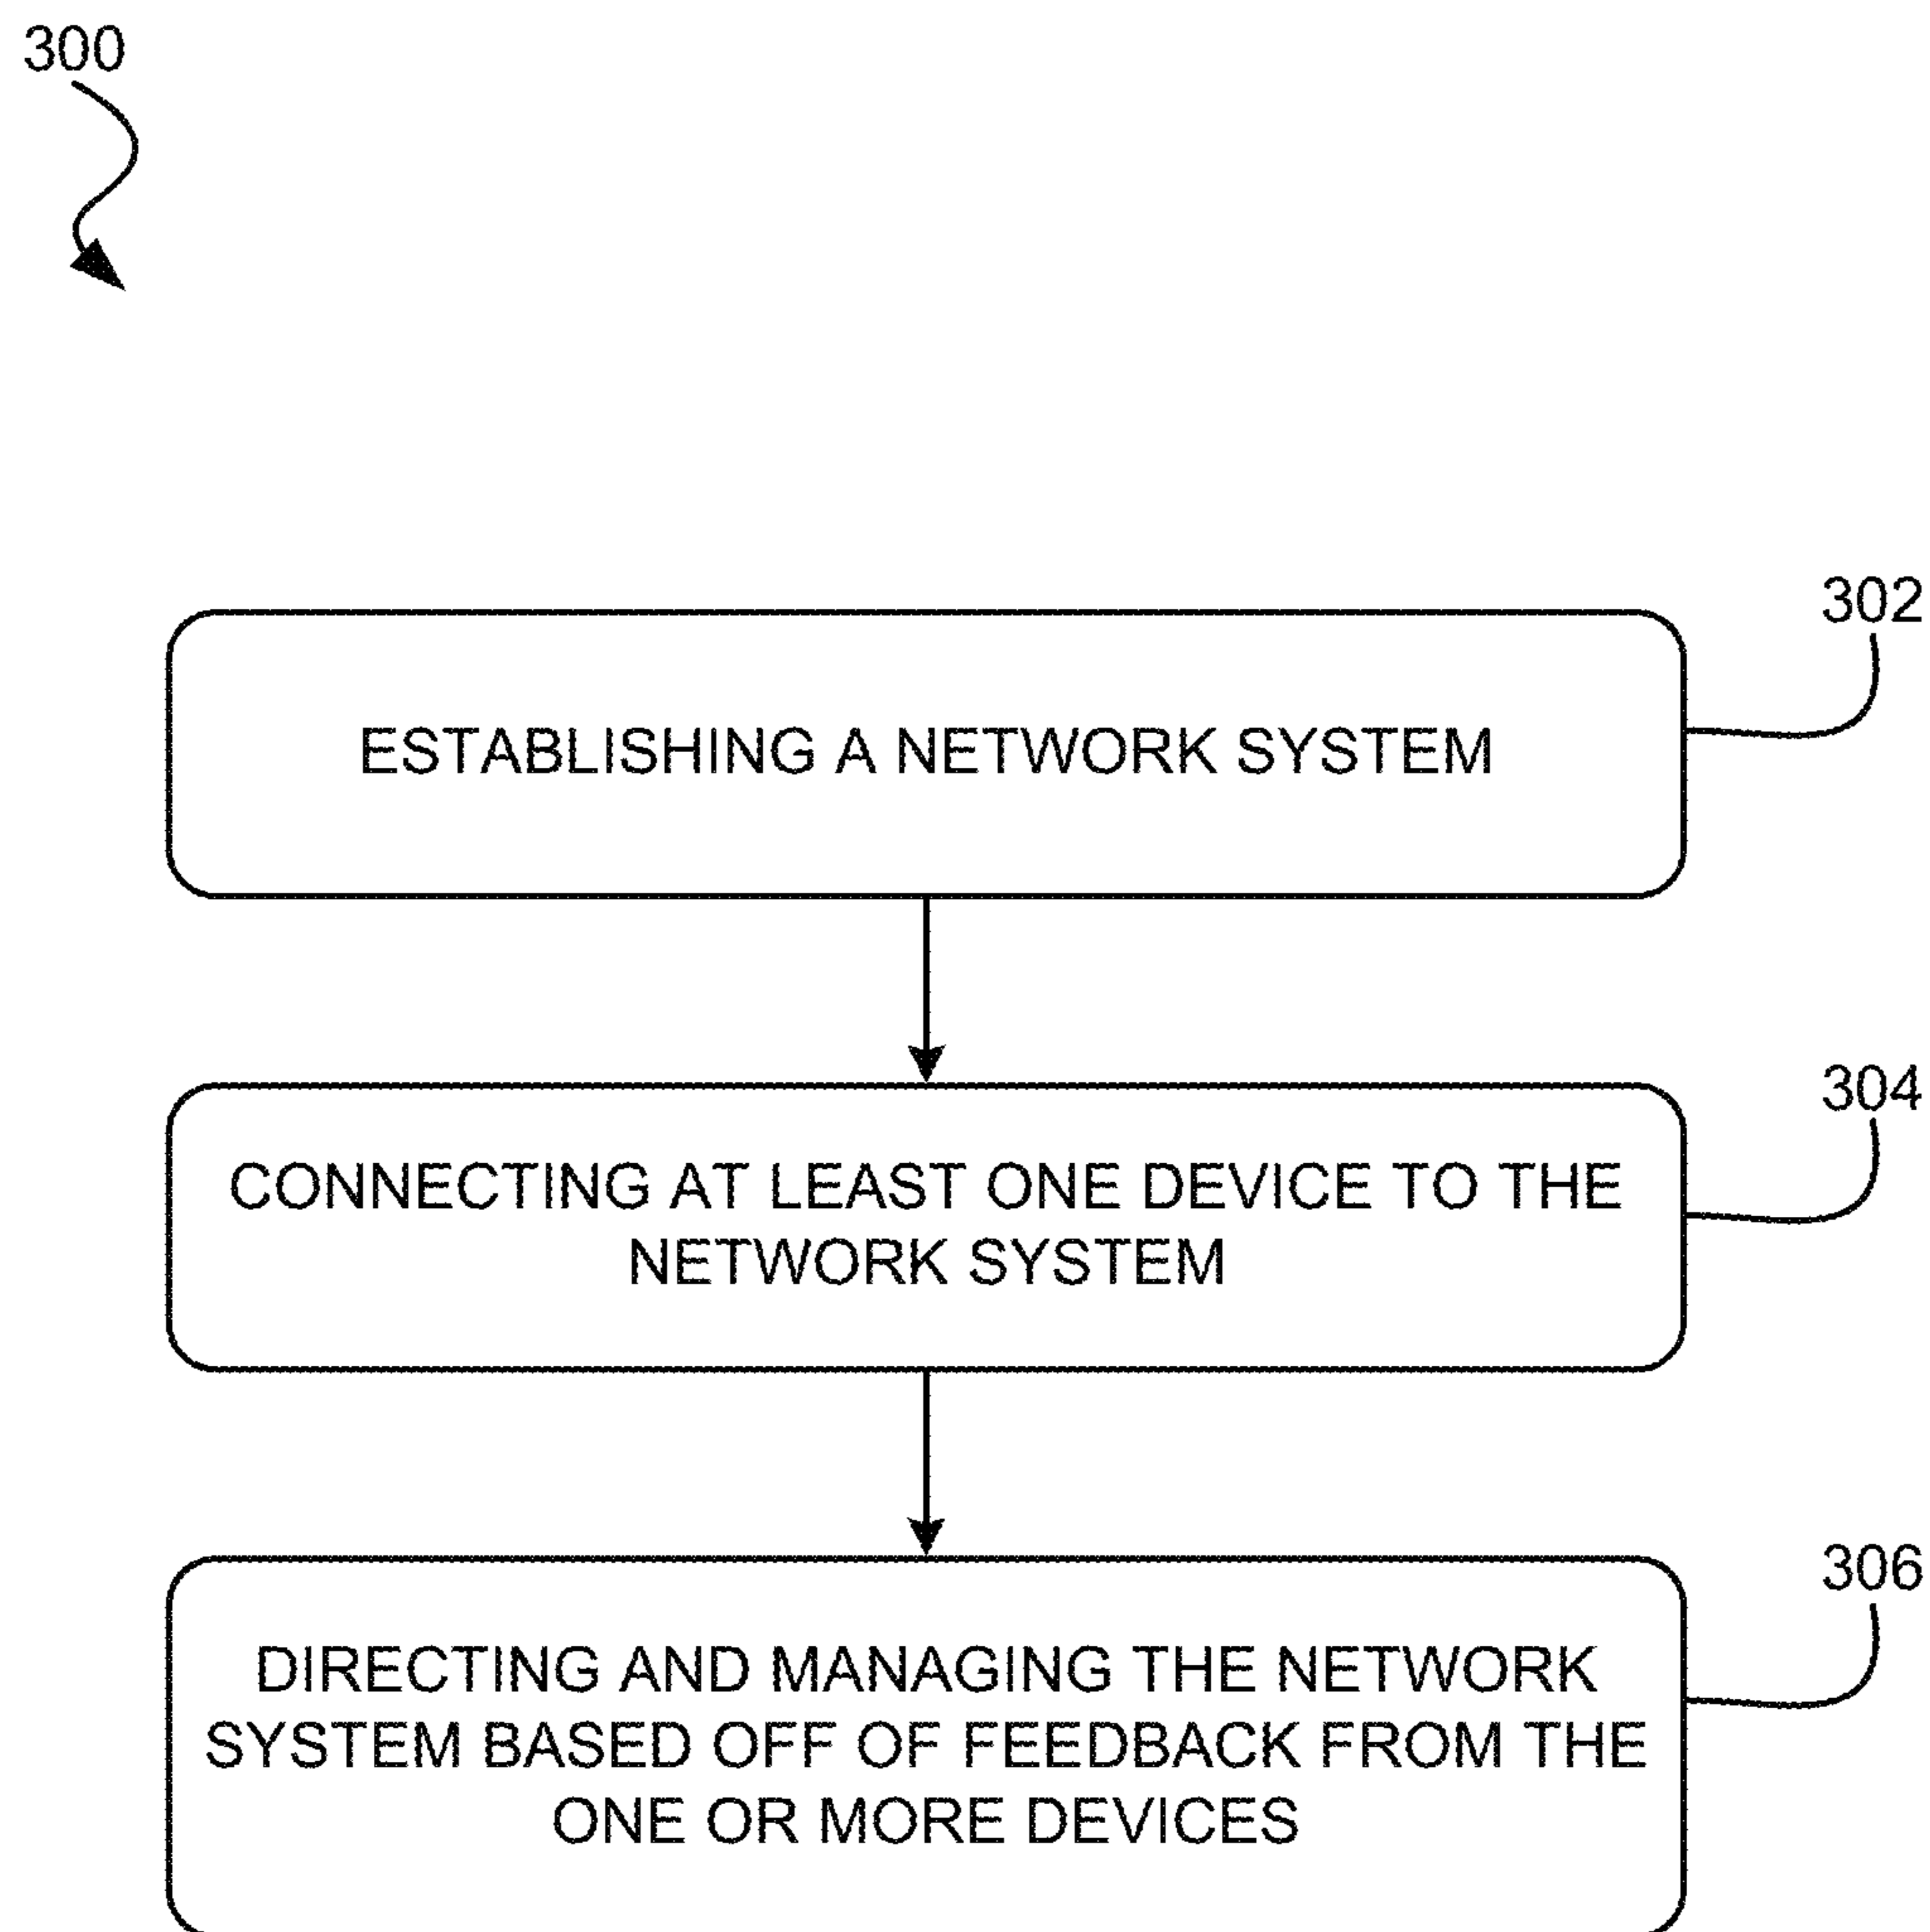 300
302
ESTABLISHING A NETWORK SYSTEM
304
CONNECTING AT LEAST ONE DEVICE TO THE
NETWORK SYSTEM
306
DIRECTING AND MANAGING THE NETWORK
SYSTEM BASED OFF OF FEEDBACK FROM THE
ONE OR MORE DEVICES